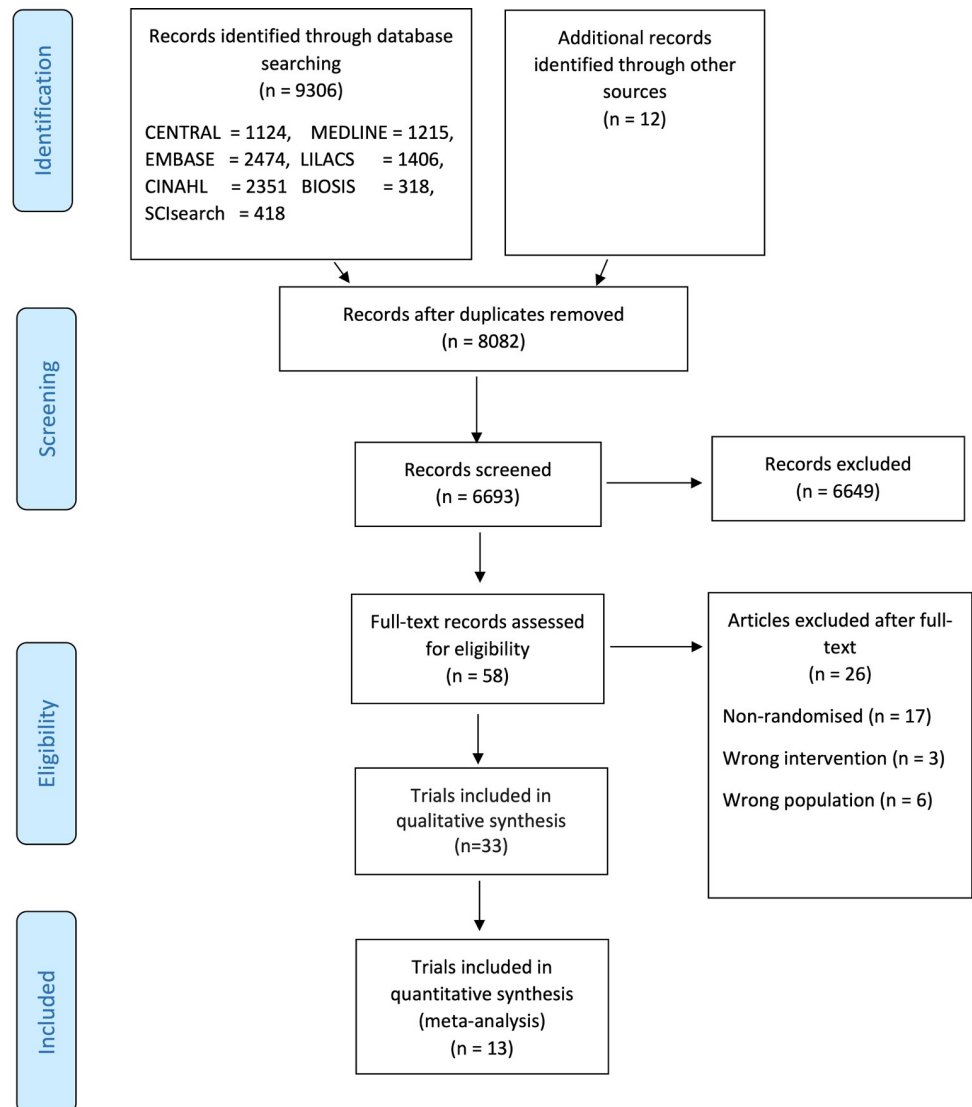 Identification
Records identified through database
searching
(n = 9306)
CENTRAL = 1124, MEDLINE = 1215,
EMBASE = 2474, LILACS = 1406,
CINAHL = 2351 BIOSIS = 318,
SCIsearch = 418
Additional records
identified through other
sources
(n = 12)
Screening
Records after duplicates removed
(n = 8082)
Records screened
(n = 6693)
Records excluded
(n = 6649)
Eligibility
Full-text records assessed
for eligibility
(n = 58)
Articles excluded after full-
text
(n = 26)
Non-randomised (n = 17)
Wrong intervention (n = 3)
Wrong population (n = 6)
Trials included in
qualitative synthesis
(n=33)
Included
Trials included in
quantitative synthesis
(meta-analysis)
(n = 13)